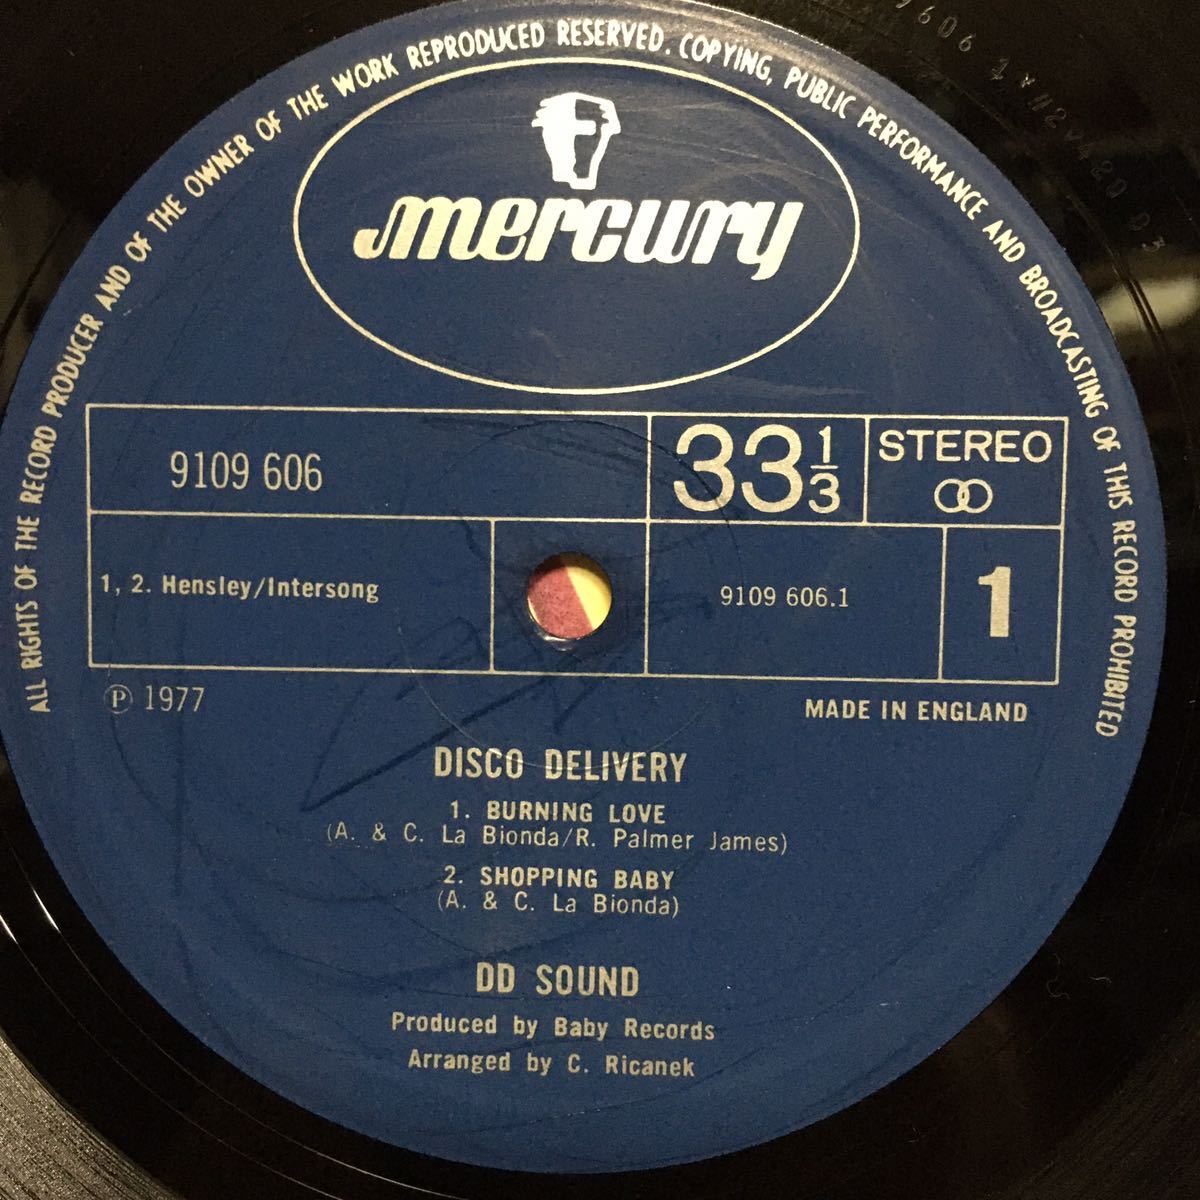 ALL RIGHTS OF THE RECORD PRODUCER AND OF THE OWNER OF THE WORK REPRODUCED RESERVED. COPYING, PUBLIC PERFORMANCE AND BROADCASTING OF THIS RECORD PROHIBITED
mercury
9109 606
33 1/3
STEREO
1, 2. Hensley/Intersong
9109 606.1
1
℗ 1977
MADE IN ENGLAND
DISCO DELIVERY
1. BURNING LOVE
(A. & C. La Bionda/R. Palmer James)
2. SHOPPING BABY
(A. & C. La Bionda)
DD SOUND
Produced by Baby Records
Arranged by C. Ricanek